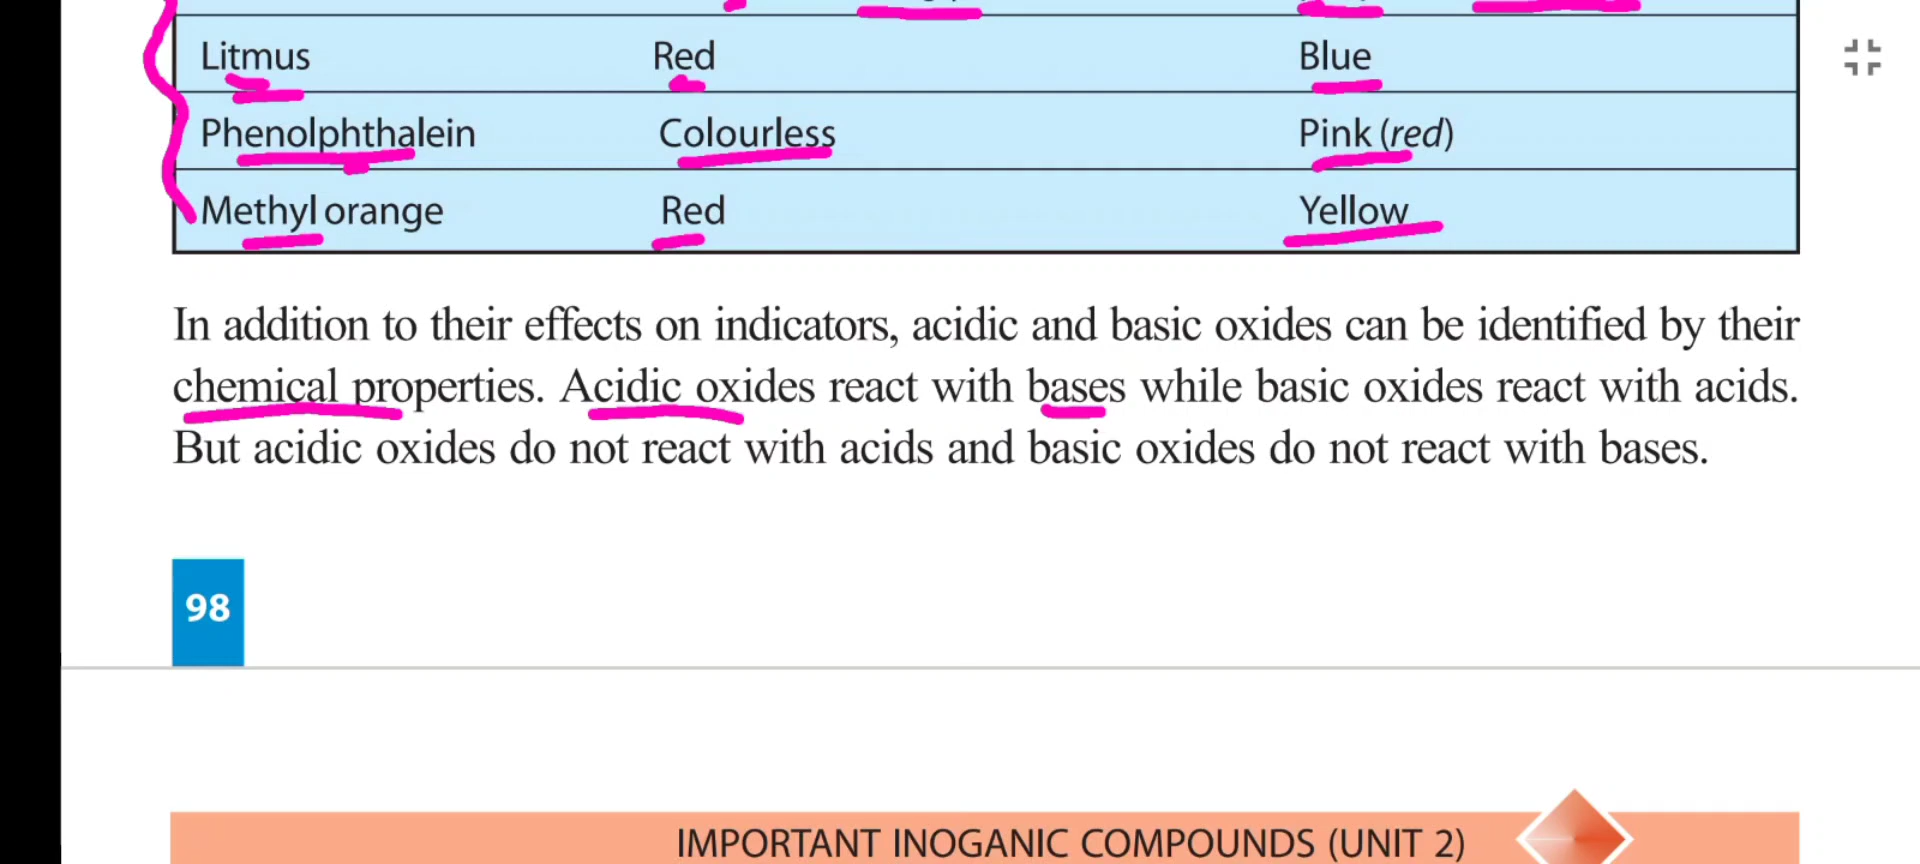 Litmus Red Blue
Phenolphthalein Colourless Pink (red)
Methyl orange Red Yellow
In addition to their effects on indicators, acidic and basic oxides can be identified by their
chemical properties. Acidic oxides react with bases while basic oxides react with acids.
But acidic oxides do not react with acids and basic oxides do not react with bases.
98
IMPORTANT INOGANIC COMPOUNDS (UNIT 2)